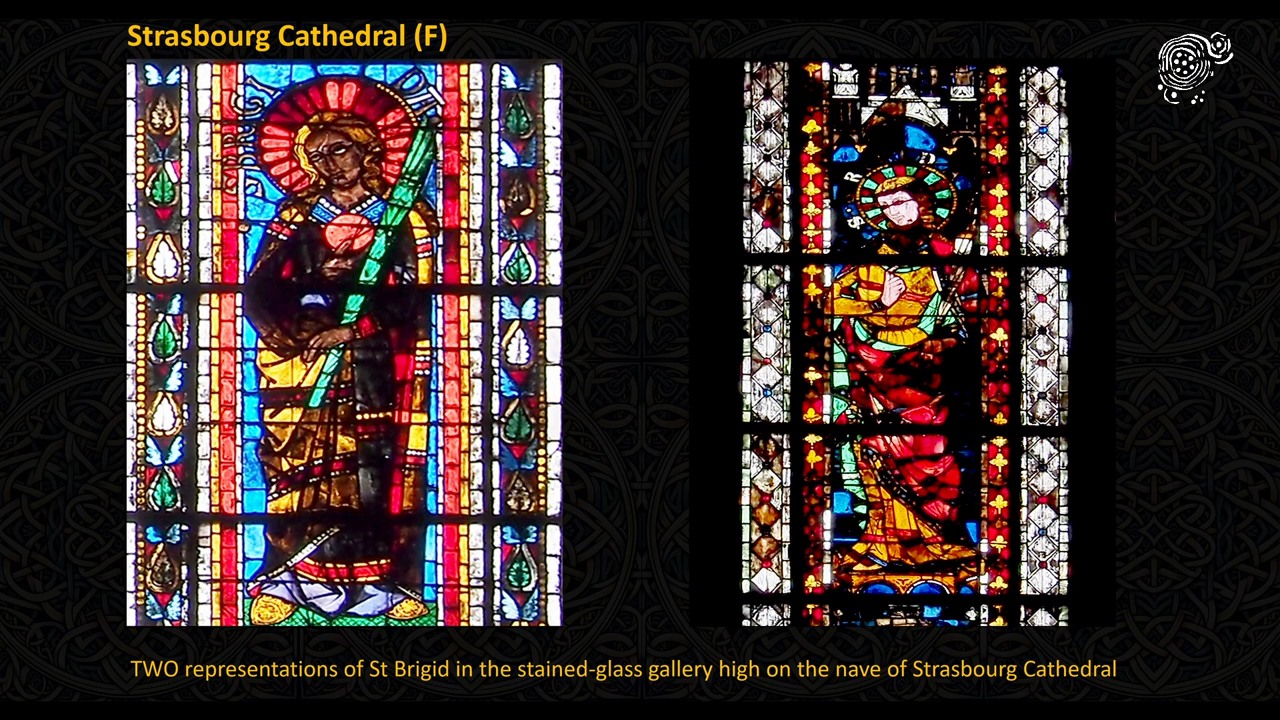 Strasbourg Cathedral (F)
TWO representations of St Brigid in the stained-glass gallery high on the nave of Strasbourg Cathedral